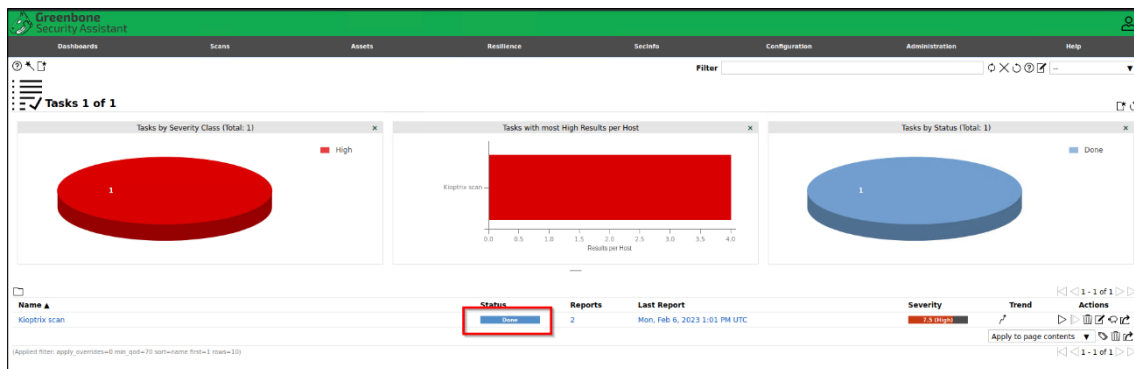 Greenbone
Security Assistant
Dashboards Scans Assets Resilience SecInfo Configuration Administration Help
Filter --
Tasks 1 of 1
Tasks by Severity Class (Total: 1) × Tasks with most High Results per Host × Tasks by Status (Total: 1) ×
High
Done
1
Kioptrix scan
1
0.0 0.5 1.0 1.5 2.0 2.5 3.0 3.5 4.0
Results per Host
1 - 1 of 1
Name ▲ Status Reports Last Report Severity Trend Actions
Kioptrix scan Done 2 Mon, Feb 6, 2023 1:01 PM UTC 7.5 (High)
Apply to page contents ▼
(Applied filter: apply_overrides=0 min_qod=70 sort=name first=1 rows=10) 1 - 1 of 1